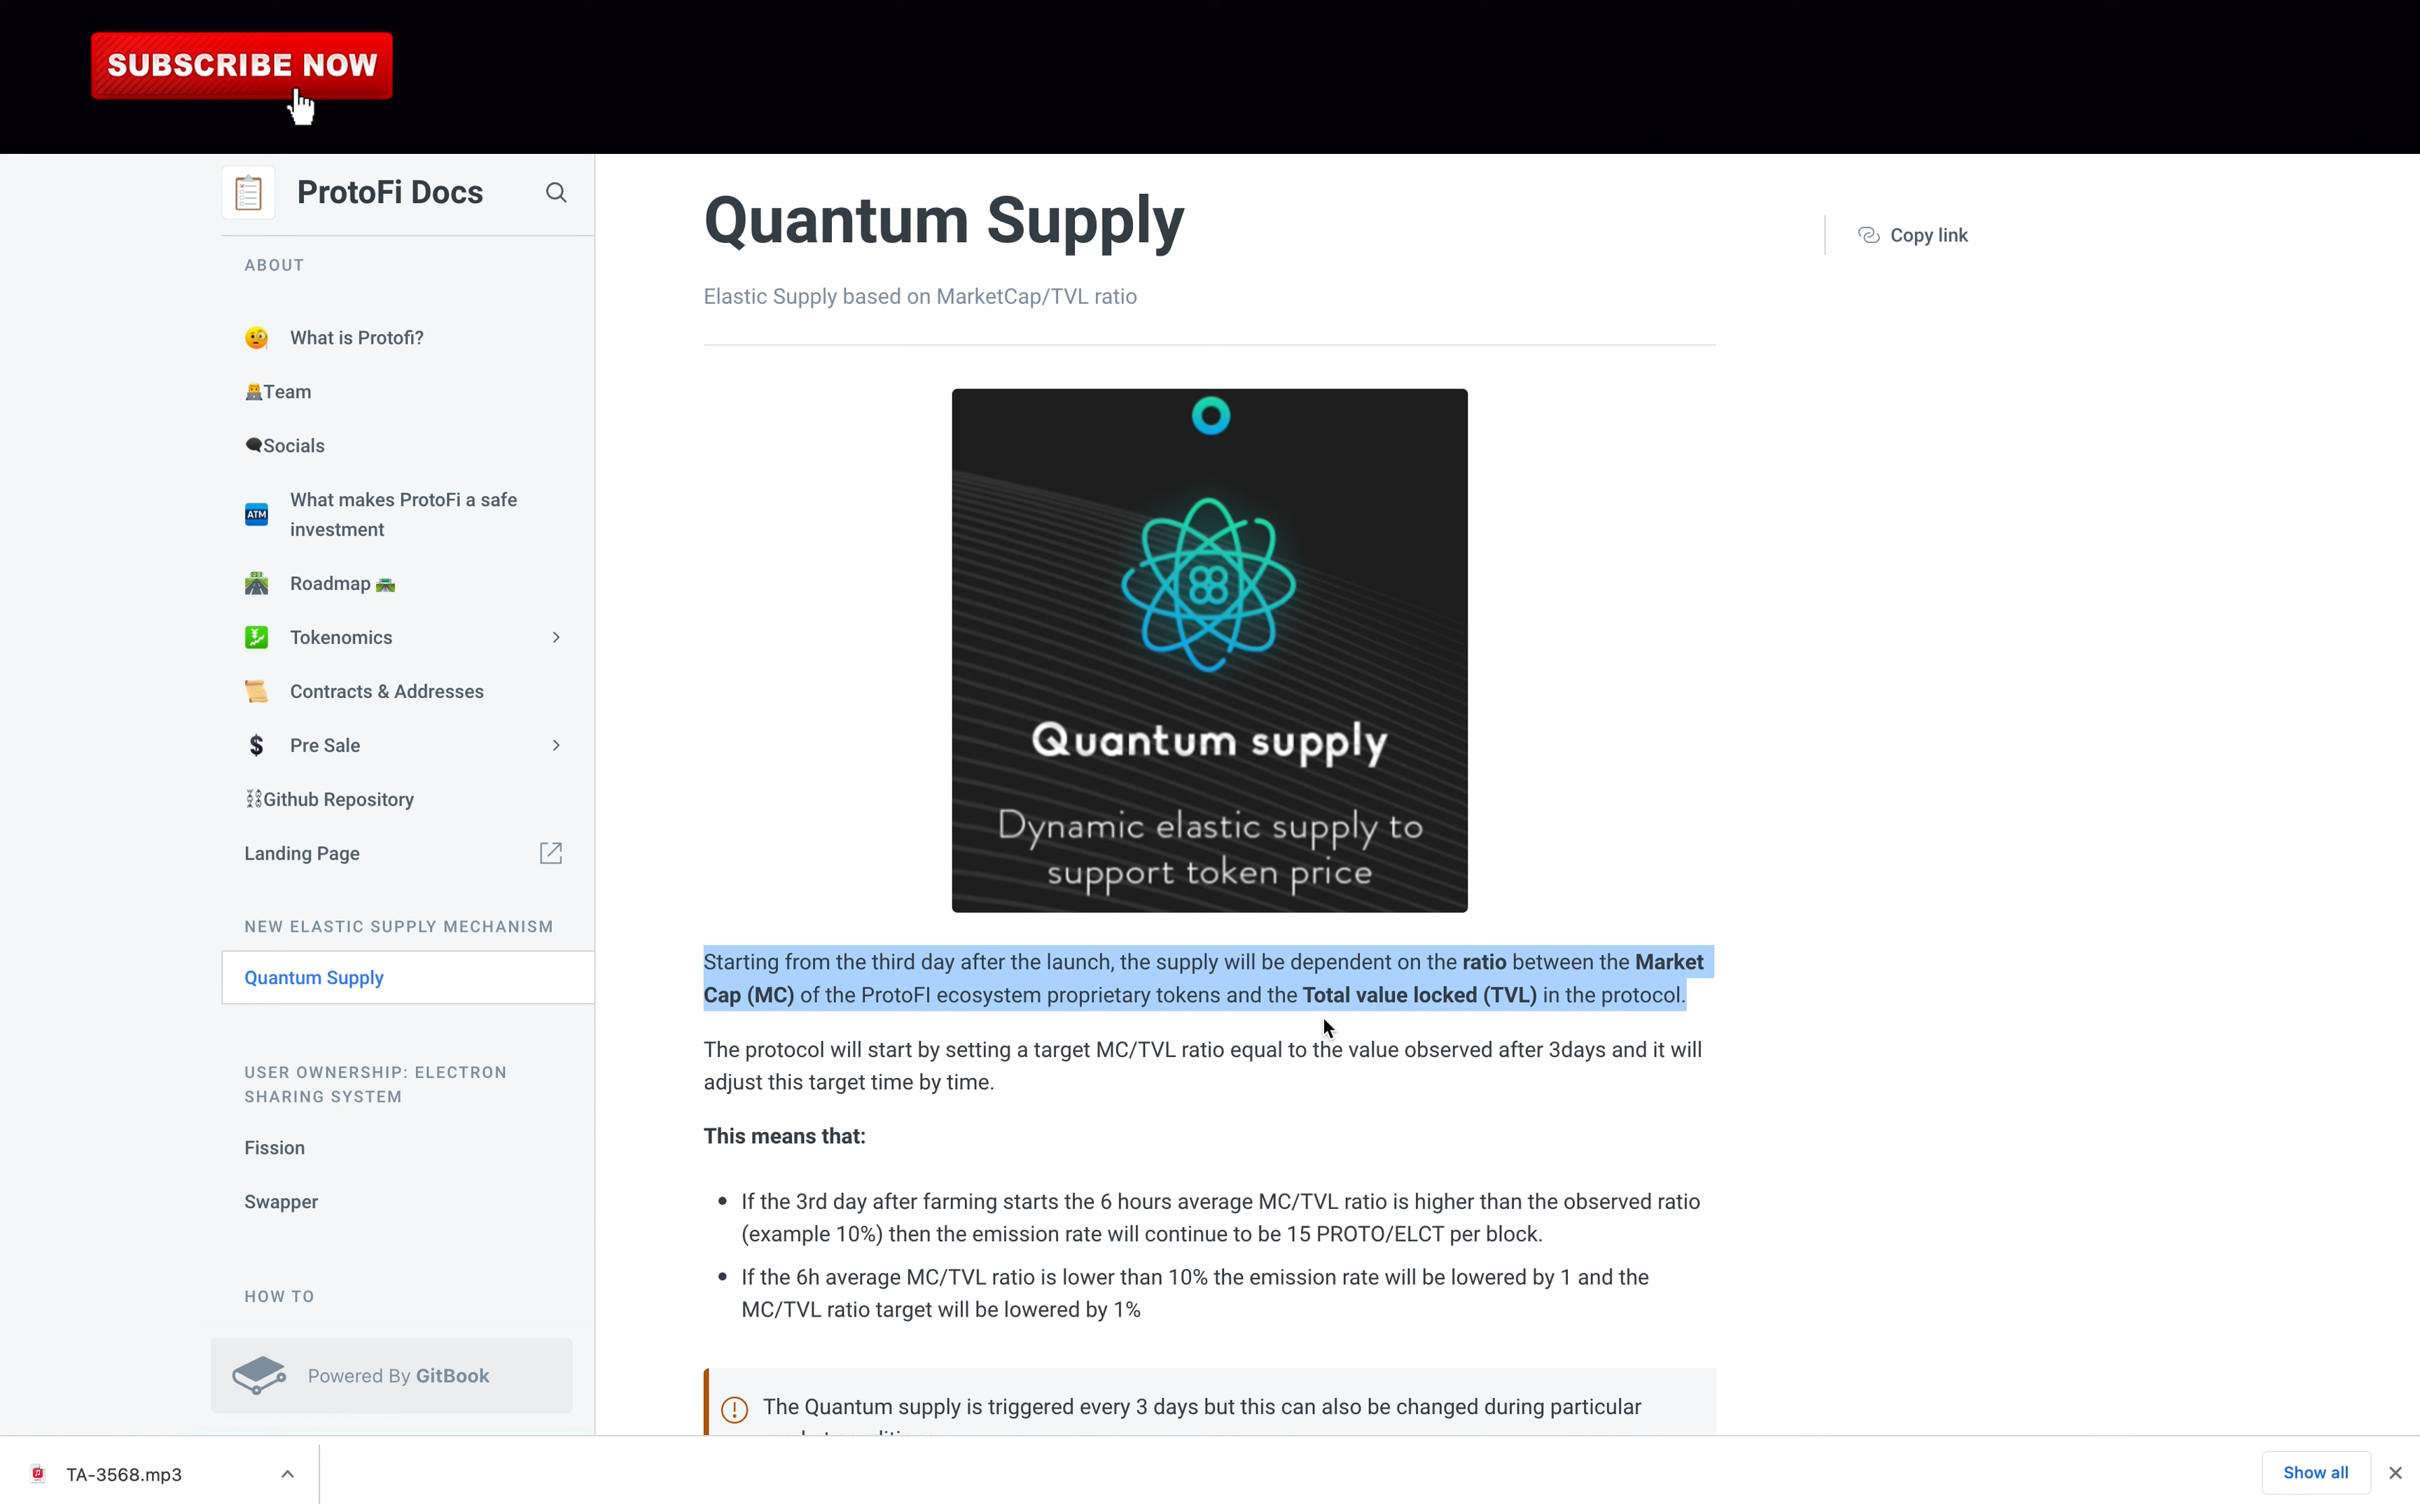 SUBSCRIBE NOW
ProtoFi Docs
ABOUT
What is Protofi?
Team
Socials
ATM
What makes ProtoFi a safe
investment
Roadmap
Tokenomics
Contracts & Addresses
Pre Sale
Github Repository
Landing Page
NEW ELASTIC SUPPLY MECHANISM
Quantum Supply
USER OWNERSHIP: ELECTRON
SHARING SYSTEM
Fission
Swapper
HOW TO
Powered By GitBook
Quantum Supply
Elastic Supply based on MarketCap/TVL ratio
Copy link
Quantum supply
Dynamic elastic supply to
support token price
Starting from the third day after the launch, the supply will be dependent on the ratio between the Market
Cap (MC) of the ProtoFI ecosystem proprietary tokens and the Total value locked (TVL) in the protocol.
The protocol will start by setting a target MC/TVL ratio equal to the value observed after 3days and it will
adjust this target time by time.
This means that:
If the 3rd day after farming starts the 6 hours average MC/TVL ratio is higher than the observed ratio
(example 10%) then the emission rate will continue to be 15 PROTO/ELCT per block.
If the 6h average MC/TVL ratio is lower than 10% the emission rate will be lowered by 1 and the
MC/TVL ratio target will be lowered by 1%
The Quantum supply is triggered every 3 days but this can also be changed during particular
TA-3568.mp3
Show all